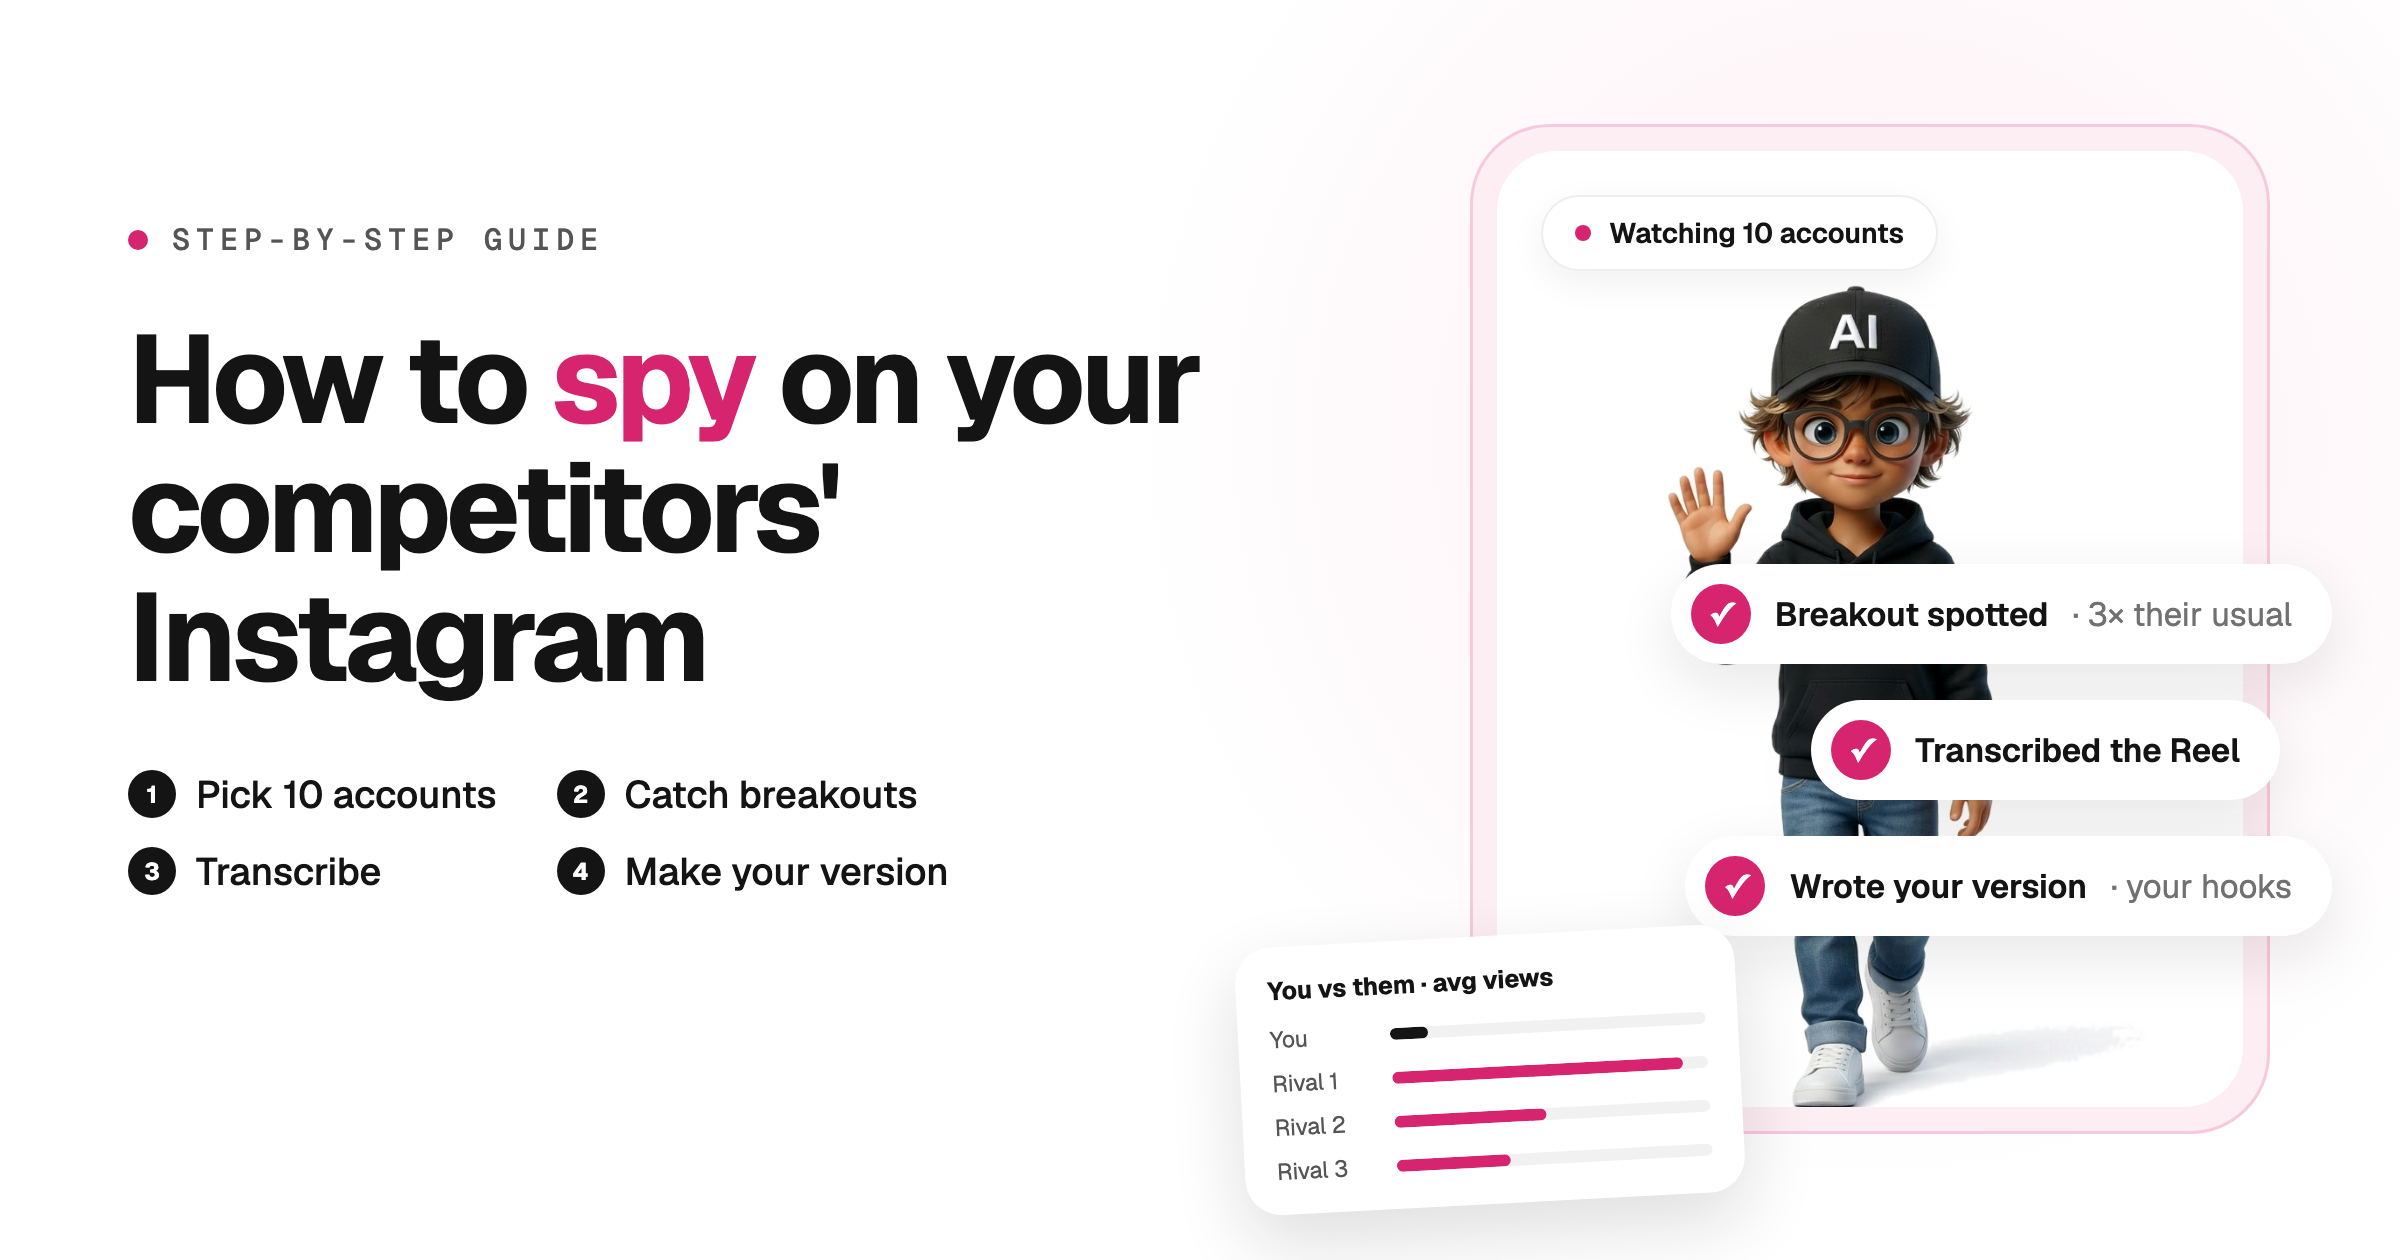 STEP-BY-STEP GUIDE
How to spy on your
competitors'
Instagram
1 Pick 10 accounts
2 Catch breakouts
3 Transcribe
4 Make your version
Watching 10 accounts
AI
Breakout spotted · 3× their usual
Transcribed the Reel
Wrote your version · your hooks
You vs them · avg views
You
Rival 1
Rival 2
Rival 3